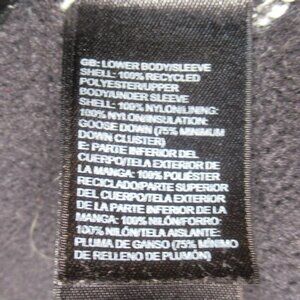 GB: LOWER BODY/SLEEVE
SHELL: 100% RECYCLED
POLYESTER/UPPER
BODY/UNDER SLEEVE
SHELL: 100% NYLON/LINING:
100% NYLON/INSULATION:
GOOSE DOWN (75% MINIMUM
DOWN CLUSTER)
E: PARTE INFERIOR DEL
CUERPO/TELA EXTERIOR DE
LA MANGA: 100% POLIÉSTER
RECICLADO/PARTE SUPERIOR
DEL CUERPO/TELA EXTERIOR
DE LA PARTE INFERIOR DE LA
MANGA: 100% NILÓN/FORRO:
100% NILÓN/TELA AISLANTE:
PLUMA DE GANSO (75% MÍNIMO
DE RELLENO DE PLUMÓN)